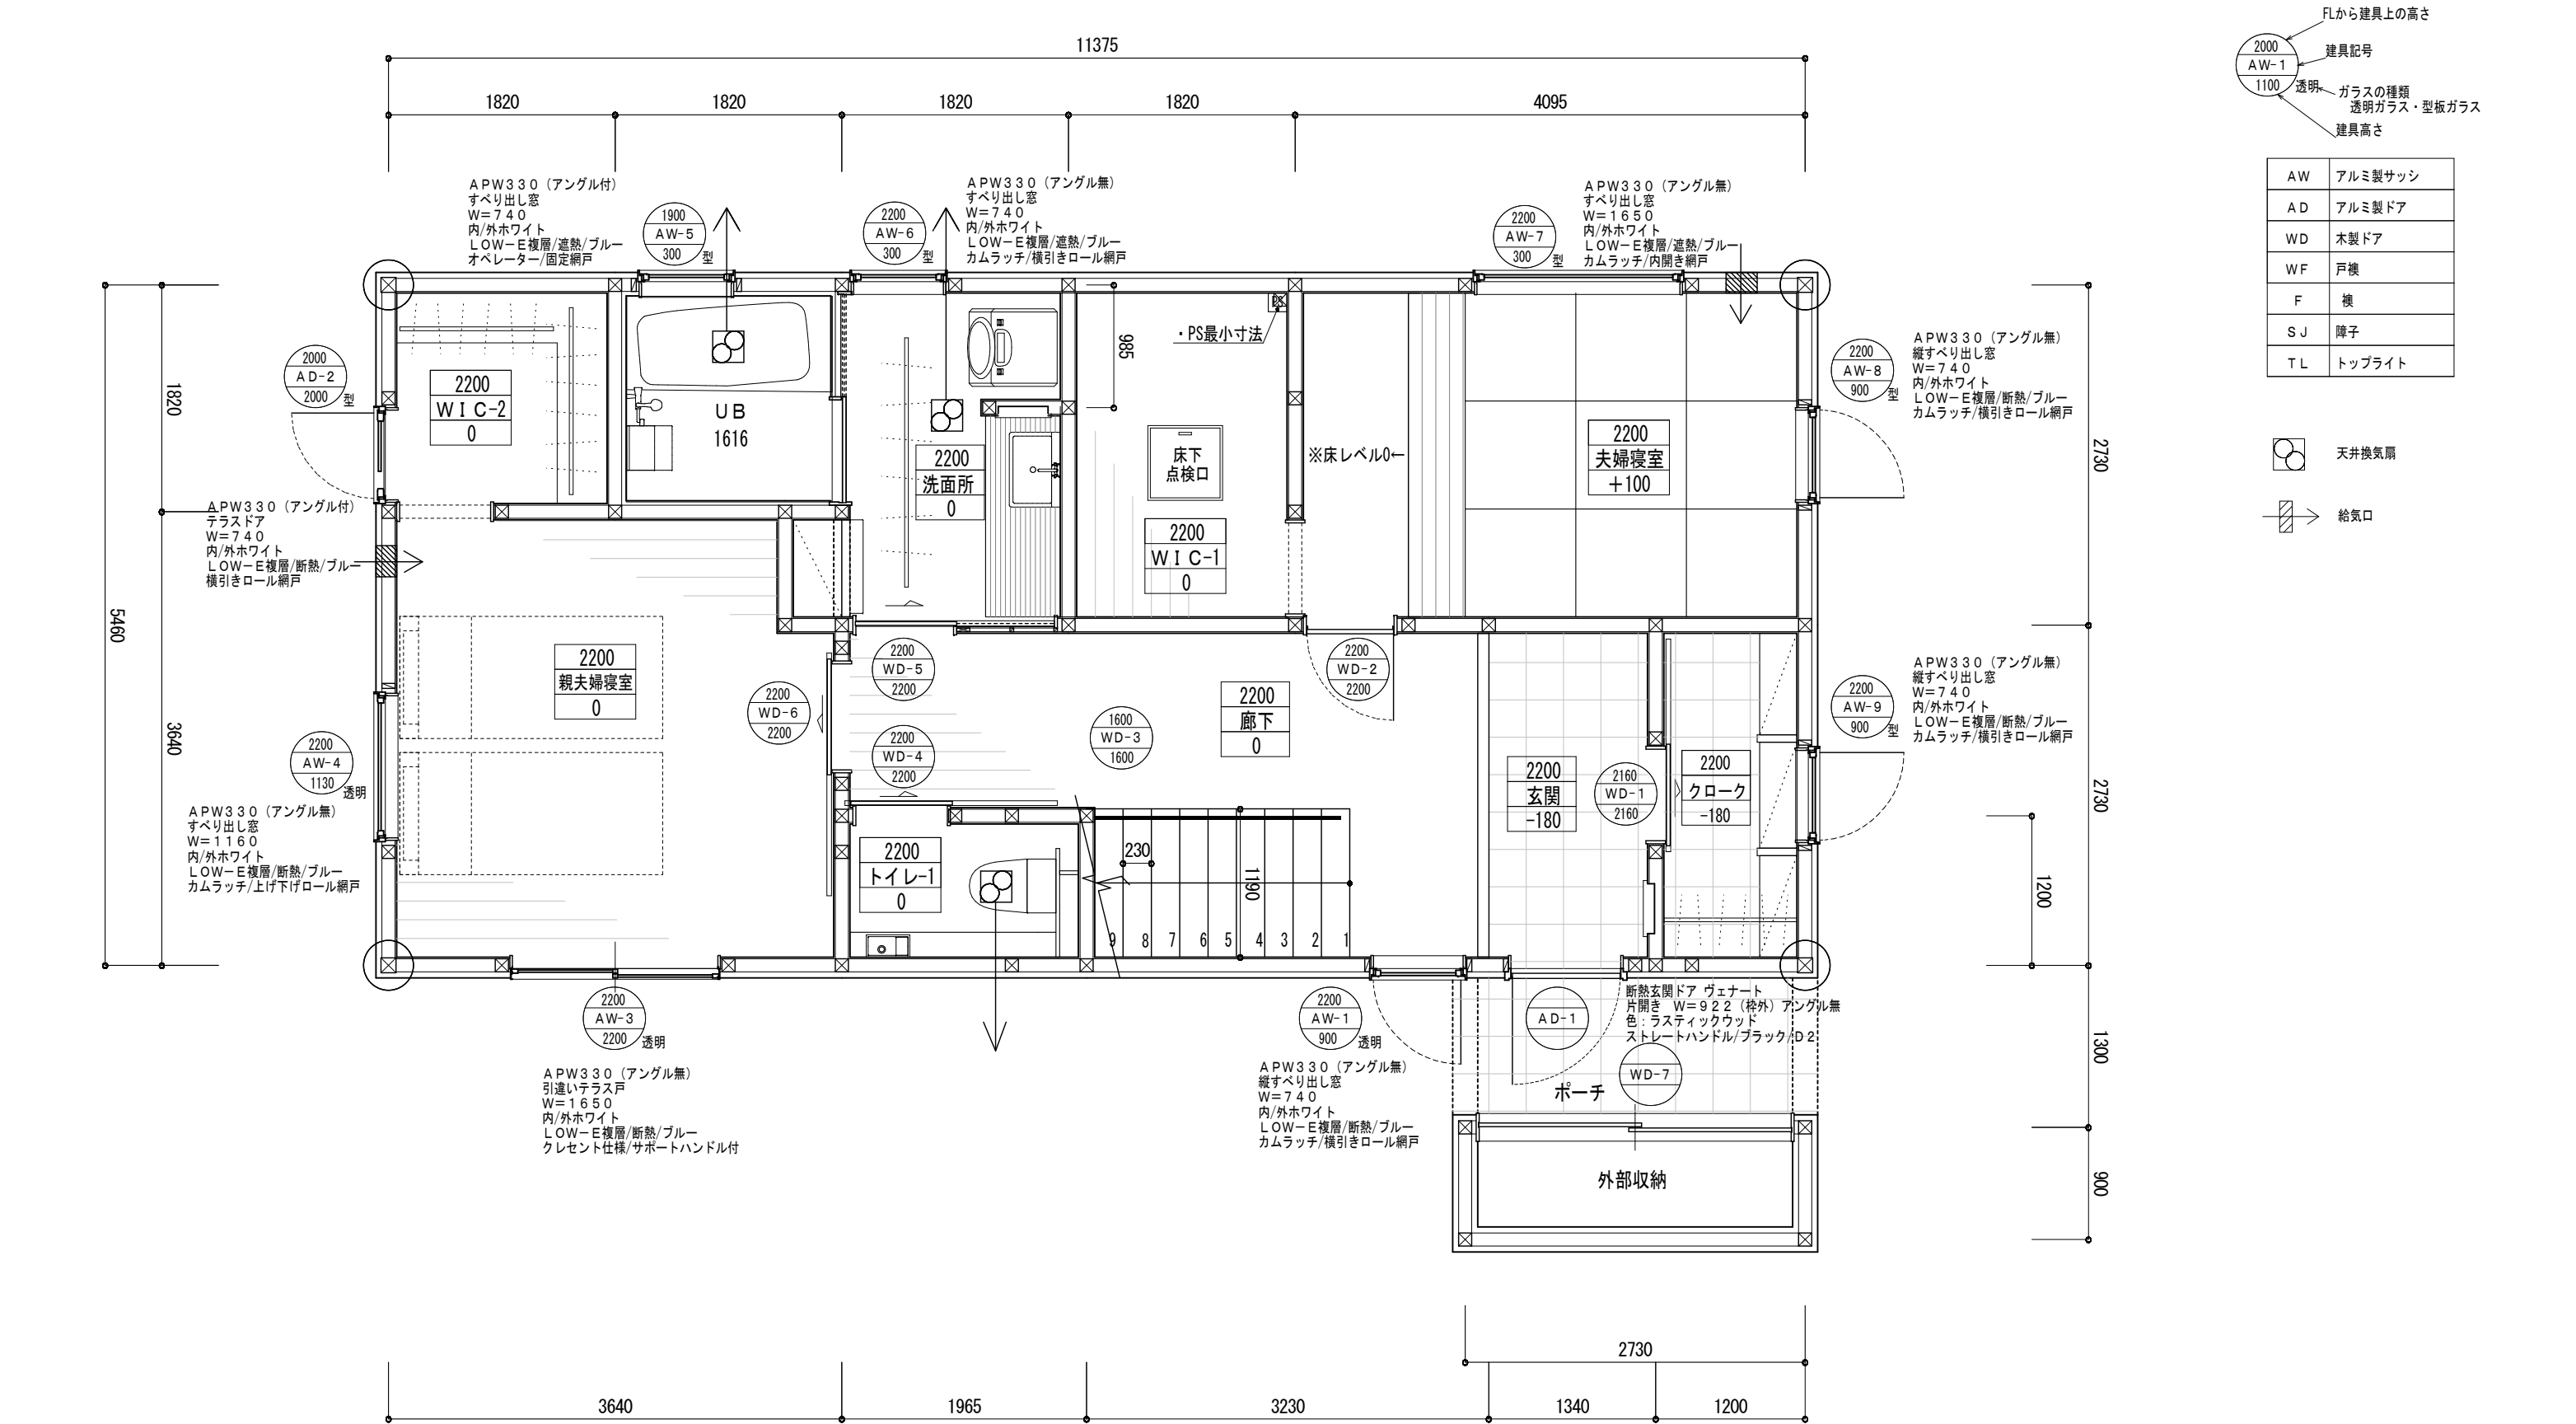 FLから建具上の高さ
2000
AW-1
1100
透明
建具記号
ガラスの種類
透明ガラス・型板ガラス
建具高さ
AW アルミ製サッシ
AD アルミ製ドア
WD 木製ドア
WF 戸襖
F 襖
SJ 障子
TL トップライト
天井換気扇
給気口
11375
1820
1820
1820
1820
4095
APW330(アングル付)
すべり出し窓
W=740
内/外ホワイト
LOW-E複層/遮熱/ブルー
オペレーター/固定網戸
1900
AW-5
300
型
2200
AW-6
300
型
APW330(アングル無)
すべり出し窓
W=740
内/外ホワイト
LOW-E複層/遮熱/ブルー
カムラッチ/横引きロール網戸
2200
AW-7
300
型
APW330(アングル無)
すべり出し窓
W=1650
内/外ホワイト
LOW-E複層/遮熱/ブルー
カムラッチ/内開き網戸
5460
1820
3640
2000
AD-2
2000
型
APW330(アングル付)
テラスドア
W=740
内/外ホワイト
LOW-E複層/断熱/ブルー
横引きロール網戸
2200
WIC-2
0
UB
1616
2200
洗面所
0
985
PS
・PS最小寸法
床下
点検口
2200
WIC-1
0
※床レベル0←
2200
夫婦寝室
+100
2200
AW-8
900
型
APW330(アングル無)
縦すべり出し窓
W=740
内/外ホワイト
LOW-E複層/断熱/ブルー
カムラッチ/横引きロール網戸
2730
2200
親夫婦寝室
0
2200
WD-6
2200
2200
WD-5
2200
2200
WD-4
2200
1600
WD-3
1600
2200
廊下
0
2200
WD-2
2200
2200
玄関
-180
2160
WD-1
2160
2200
クローク
-180
2200
AW-9
900
型
APW330(アングル無)
縦すべり出し窓
W=740
内/外ホワイト
LOW-E複層/断熱/ブルー
カムラッチ/横引きロール網戸
2730
1200
2200
AW-4
1130
透明
APW330(アングル無)
すべり出し窓
W=1160
内/外ホワイト
LOW-E複層/断熱/ブルー
カムラッチ/上げ下げロール網戸
2200
トイレ-1
0
230
1190
9 8 7 6 5 4 3 2 1
2200
AW-3
2200
透明
APW330(アングル無)
引違いテラス戸
W=1650
内/外ホワイト
LOW-E複層/断熱/ブルー
クレセント仕様/サポートハンドル付
2200
AW-1
900
透明
APW330(アングル無)
縦すべり出し窓
W=740
内/外ホワイト
LOW-E複層/断熱/ブルー
カムラッチ/横引きロール網戸
AD-1
断熱玄関ドア ヴェナート
片開き W=922(枠外)アングル無
色:ラスティックウッド
ストレートハンドル/ブラック/D2
WD-7
ポーチ
外部収納
1300
900
2730
3640
1965
3230
1340
1200